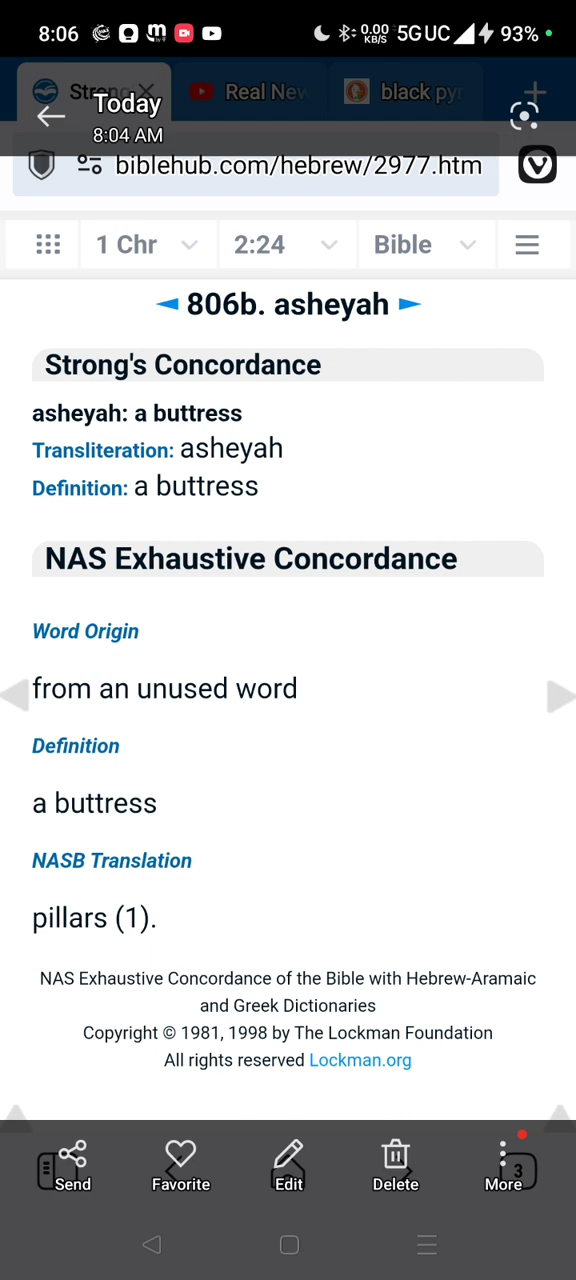 8:06 0.00 KB/S 5G UC 93%
Strong Real New black pyr
Today
8:04 AM
biblehub.com/hebrew/2977.htm
1 Chr 2:24 Bible
◄ 806b. asheyah ►
Strong's Concordance
asheyah: a buttress
Transliteration: asheyah
Definition: a buttress
NAS Exhaustive Concordance
Word Origin
from an unused word
Definition
a buttress
NASB Translation
pillars (1).
NAS Exhaustive Concordance of the Bible with Hebrew-Aramaic
and Greek Dictionaries
Copyright © 1981, 1998 by The Lockman Foundation
All rights reserved Lockman.org
3
Send Favorite Edit Delete More